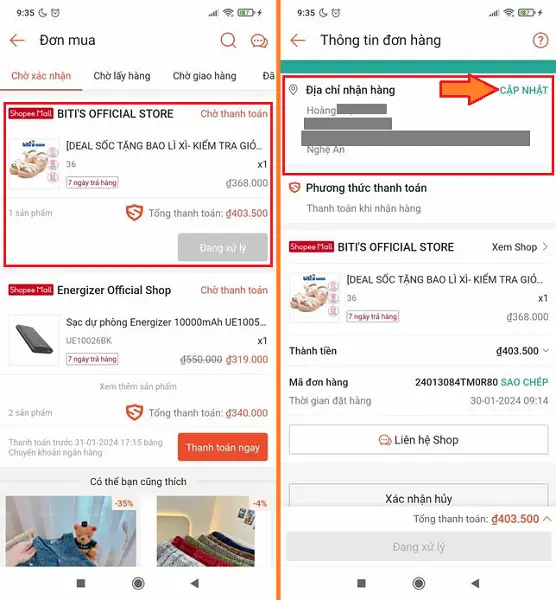 9:35
57
Đơn mua
Chờ xác nhận
Chờ lấy hàng
Chờ giao hàng
Đã
Shopee Mall BITI'S OFFICIAL STORE
Chờ thanh toán
[DEAL SỐC TẶNG BAO LÌ XÌ- KIỂM TRA GIỎ...
36
x1
7 ngày trả hàng
₫368.000
1 sản phẩm
Tổng thanh toán: ₫403.500
Đang xử lý
Shopee Mall Energizer Official Shop
Chờ thanh toán
Sạc dự phòng Energizer 10000mAh UE1005...
UE10026BK
x1
7 ngày trả hàng
₫550.000 ₫319.000
Xem thêm sản phẩm
2 sản phẩm
Tổng thanh toán: ₫340.000
Thanh toán trước 31-01-2024 17:15 bằng
Chuyển khoản ngân hàng
Thanh toán ngay
Có thể bạn cũng thích
-35%
-4%
9:35
57
Thông tin đơn hàng
Địa chỉ nhận hàng
CẬP NHẬT
Hoàng
Nghệ An
Phương thức thanh toán
Thanh toán khi nhận hàng
Shopee Mall BITI'S OFFICIAL STORE
Xem Shop
[DEAL SỐC TẶNG BAO LÌ XÌ- KIỂM TRA GIỎ...
36
x1
7 ngày trả hàng
₫368.000
Thành tiền
₫403.500
Mã đơn hàng
24013084TM0R80 SAO CHÉP
Thời gian đặt hàng
30-01-2024 09:14
Liên hệ Shop
Xác nhận hủy
Tổng thanh toán: ₫403.500
Đang xử lý